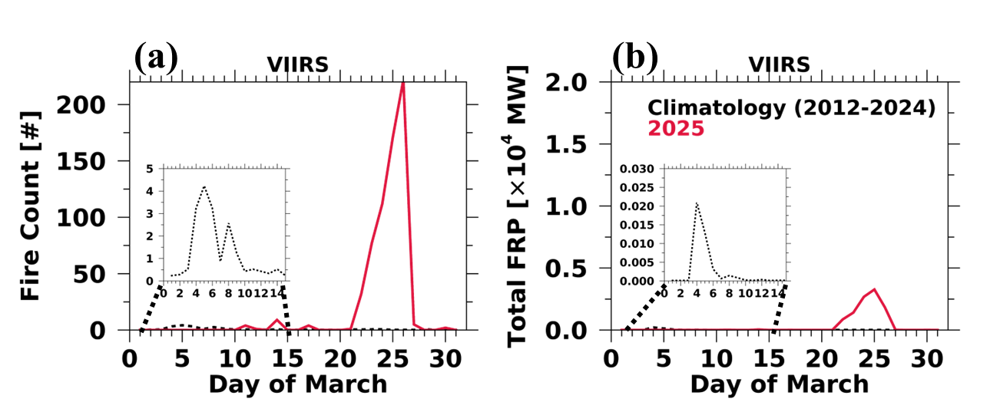 (a)
VIIRS
Fire Count [#]
200
150
100
50
0
5
4
3
2
1
0
0 2 4 6 8 10 12 14
0 5 10 15 20 25 30
Day of March
(b)
VIIRS
Total FRP [×10⁴ MW]
2.0
1.5
1.0
0.5
0.0
Climatology (2012-2024)
2025
0.030
0.025
0.020
0.015
0.010
0.005
0.000
0 2 4 6 8 10 12 14
0 5 10 15 20 25 30
Day of March